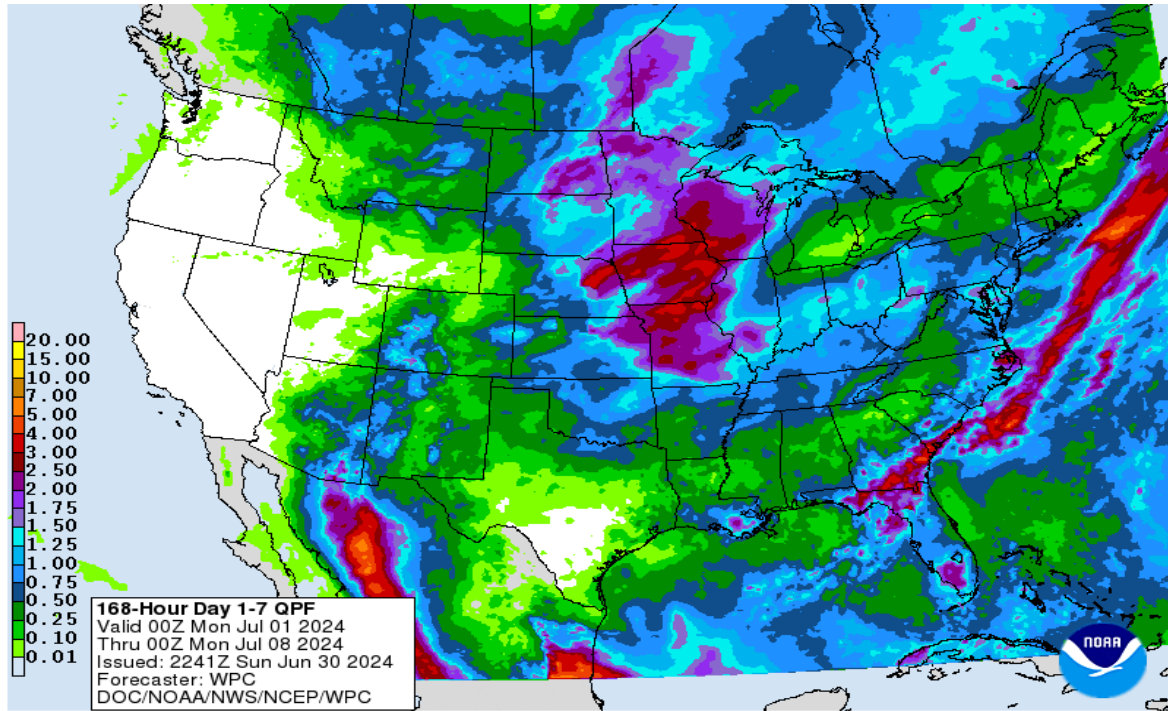 20.00
15.00
10.00
7.00
5.00
4.00
3.00
2.50
2.00
1.75
1.50
1.25
1.00
0.75
0.50
0.25
0.10
0.01
168-Hour Day 1-7 QPF
Valid 00Z Mon Jul 01 2024
Thru 00Z Mon Jul 08 2024
Issued: 2241Z Sun Jun 30 2024
Forecaster: WPC
DOC/NOAA/NWS/NCEP/WPC
NOAA